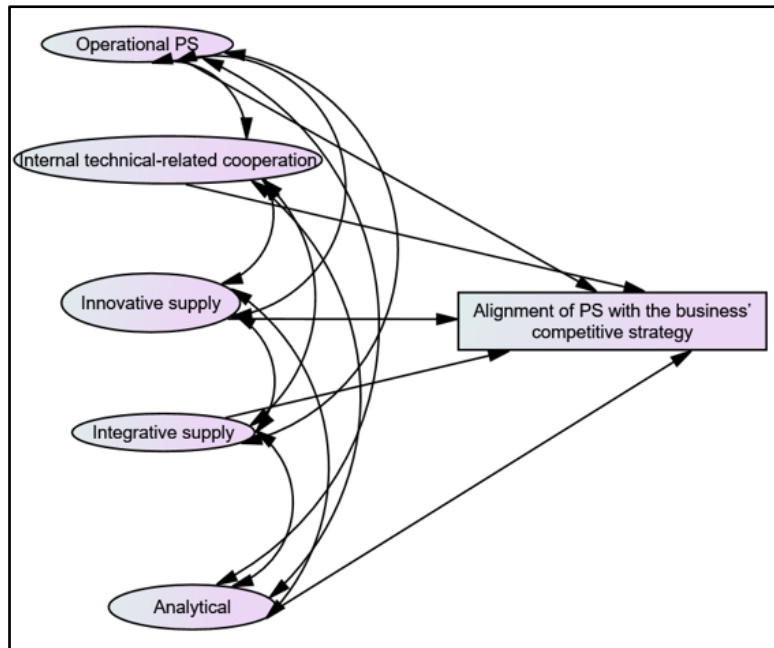 Operational PS
Internal technical-related cooperation
Innovative supply
Alignment of PS with the business’
competitive strategy
Integrative supply
Analytical